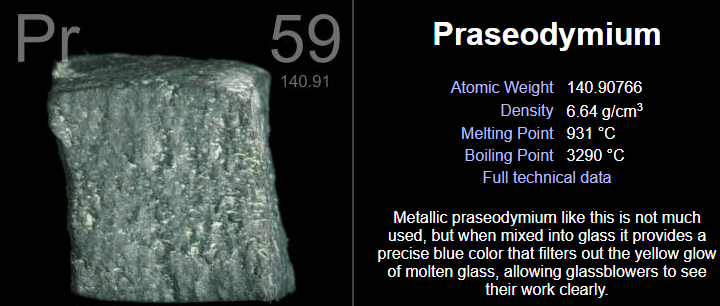 Pr
59
140.91
Praseodymium
Atomic Weight 140.90766
Density 6.64 g/cm³
Melting Point 931 °C
Boiling Point 3290 °C
Full technical data
Metallic praseodymium like this is not much
used, but when mixed into glass it provides a
precise blue color that filters out the yellow glow
of molten glass, allowing glassblowers to see
their work clearly.